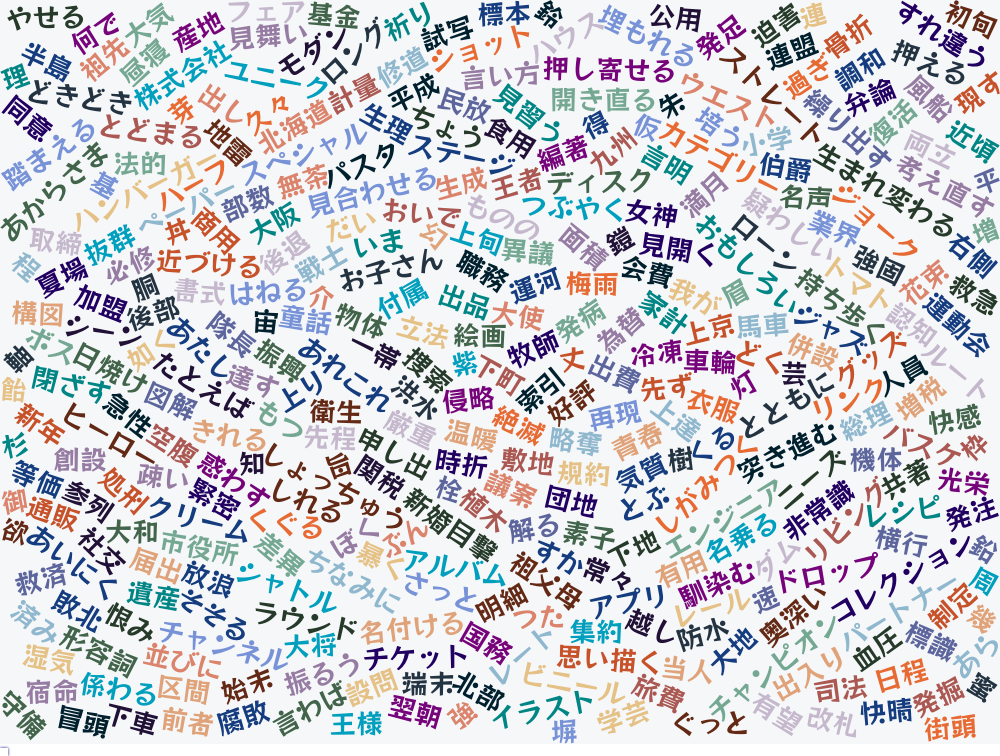 やせる
何で
大気
産地
フェア
基金
祈り
標本
鈴
公用
迫害
連
すれ違う
初旬
半島
祖先
昼寝
見舞い
モダン
ロング
試写
ショット
ハウス
埋もれる
発足
ストレート
連盟
過ぎ
骨折
調和
押える
理
どきどき
株式会社
ユニーク
修道
言い方
押し寄せる
ウエスト
繰り出す
弁論
風俗
現す
同意
芽
出し
久々
北海道
計量
平成
民放
見習う
開き直る
朱
培う
小学
復活
両立
近頃
踏まえる
とどまる
地雷
スペシャル
生理
ステージ
ちょう
食用
編著
得
九州
仮
カテゴリー
伯爵
生まれ変わる
考え直す
平
あからさま
基
法的
ハンバーガー
ハーフ
ペーパー
部数
無茶
パスタ
見合わせる
生成
王者
ディスク
言明
満月
疑わしい
名声
ジョーク
増
取締
抜群
丼
商用
大阪
だい
おいで
ものの
つぶやく
女神
おもしろい
ローン
業界
右側
程
夏場
必修
近づける
後退
戦士
いま
匂
上旬
異議
面積
鎧
見開く
トマト
強固
花束
救急
加盟
胴
書式
はねる
介
お子さん
職務
運河
梅雨
会費
我が
眉
持ち歩く
認知
運動会
構図
シーン
後部
宙
童話
付属
出品
大使
発病
為替
家計
上京
馬車
ジャズ
ルート
ボス
日焼け
如く
あたし
隊長
振興
あれこれ
物体
一帯
立法
絵画
牧師
丈
冷凍
車輪
どく
併設
グッズ
閉ざす
図解
たとえば
達す
上り
洪水
捜索
紫
下町
索引
出費
先ず
灯
芸
リンク
人員
飴
新年
急性
もつ
衛生
侵略
絶滅
好評
再現
衣服
とともに
増税
快感
杉
ヒーロー
空腹
きれる
先程
厳重
温暖
略奪
青春
上達
くる
つく
突き進む
総理
バス
大枠
創設
疎い
惑わす
知
しょっちゅう
局
申し出
時折
敷地
規約
気質
樹
ニーズ
機体
共著
光栄
等価
参列
処刑
緊密
しれる
関税
新婚
栓
植木
議案
団地
とぶ
しがみつく
エンジニア
非常識
レシピ
発注
御
通販
クリーム
くぐる
ぼく
ぶん
目撃
解る
素子
下地
名乗る
リビング
横行
欲
あいにく
社交
大和
市役所
差異
暴く
アルバム
すか
常々
有用
馴染む
ダム
ドロップ
コレクション
鉛
救済
届出
放浪
シャトル
ちなみに
さっと
祖父母
アプリ
レール
速
奥深い
周
遺産
そそる
ラウンド
明細
つた
集約
越し
防水
パートナー
制定
幾
済み
敗北
恨み
チャンネル
大将
名付ける
国務
思い描く
当人
大地
チャンピオン
血圧
標識
あら
湿気
形容詞
並びに
振るう
チケット
ビニール
旅費
出入り
司法
日程
発掘
蜜
守備
宿命
係わる
区間
始末
言わば
設問
端末
北部
イラスト
学芸
ぐっと
有望
改札
快晴
街頭
冒頭
下車
前者
腐敗
王様
翌朝
強
塀